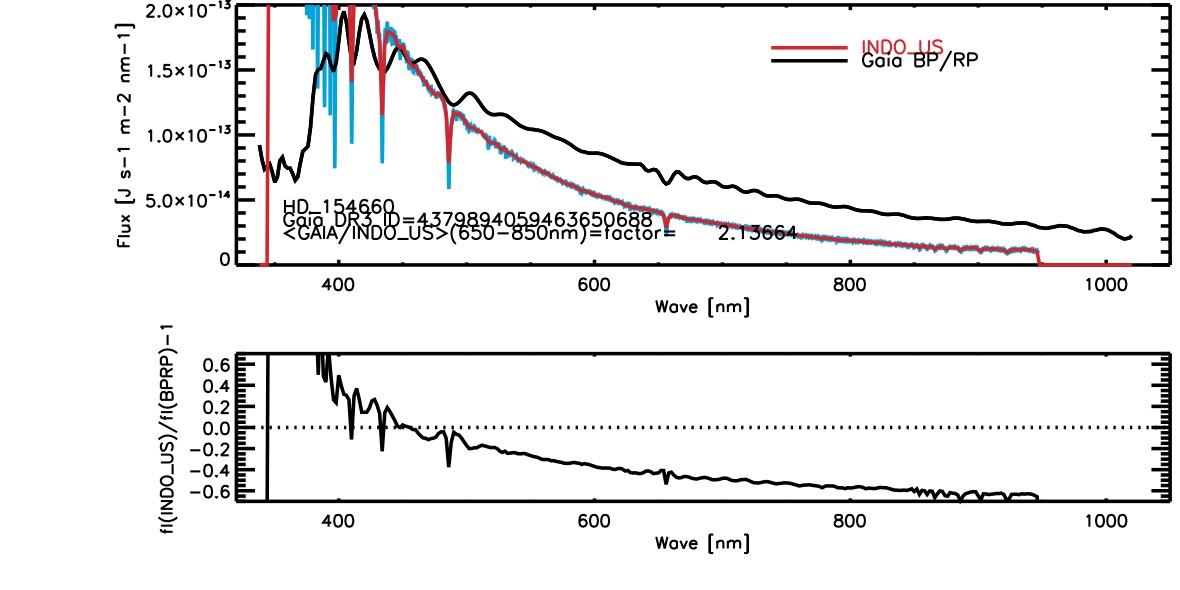 2.0×10−13
1.5×10−13
1.0×10−13
5.0×10−14
0
Flux [J s−1 m−2 nm−1]
INDO_US
Gaia BP/RP
HD_154660
Gaia DR3_ID=4379894059463650688
<GAIA/INDO_US>(650−850nm)=factor= 2.13664
400 600 800 1000
Wave [nm]
0.6
0.4
0.2
0.0
−0.2
−0.4
−0.6
fl(INDO_US)/fl(BPRP)−1
400 600 800 1000
Wave [nm]